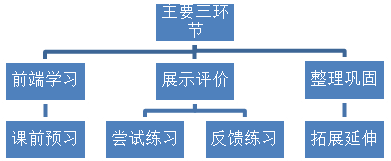 主要三环
节
前端学习
展示评价
整理巩固
课前预习
尝试练习
反馈练习
拓展延伸